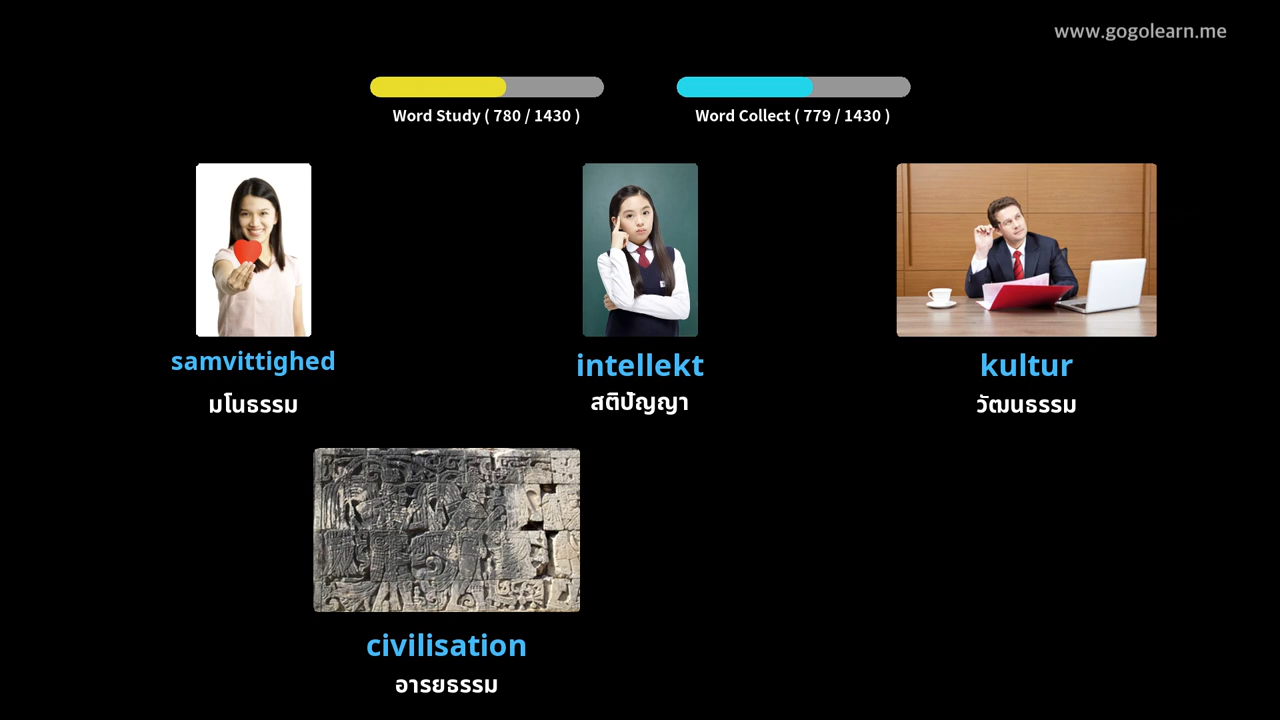 www.gogolearn.me
Word Study ( 780 / 1430 )
Word Collect ( 779 / 1430 )
samvittighed
มโนธรรม
intellekt
สติปัญญา
kultur
วัฒนธรรม
civilisation
อารยธรรม